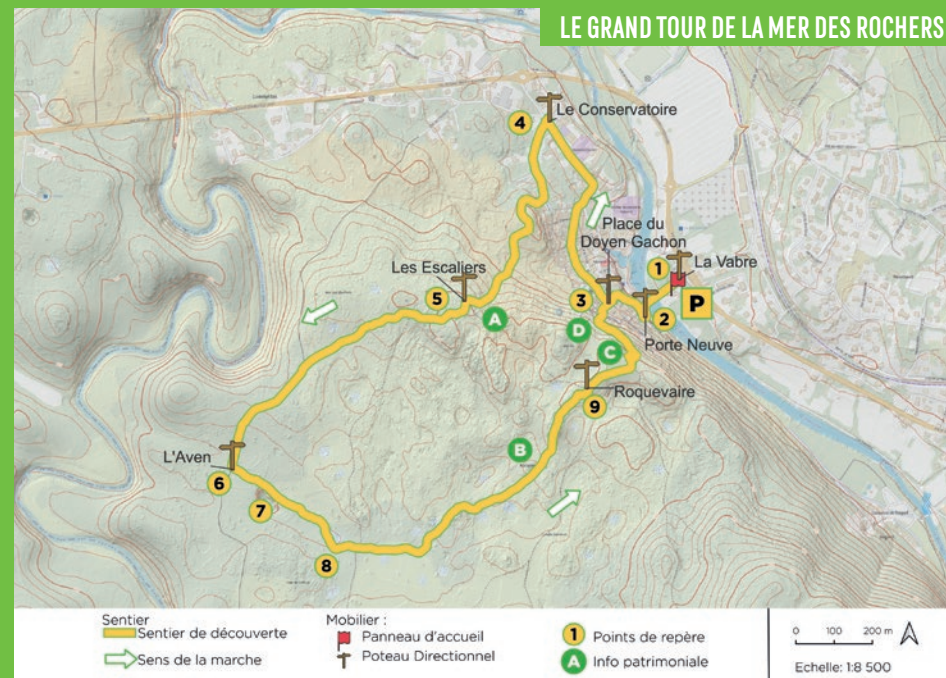 LE GRAND TOUR DE LA MER DES ROCHERS
Le Conservatoire
4
Place du
Doyen Gachon
1
La Vabre
Les Escaliers
5
3
P
2
A
D
Porte Neuve
C
Roquevaire
9
L'Aven
B
6
7
8
Sentier
Sentier de découverte
Sens de la marche
Mobilier :
Panneau d'accueil
Poteau Directionnel
1 Points de repère
A Info patrimoniale
0 100 200 m
Echelle: 1:8 500